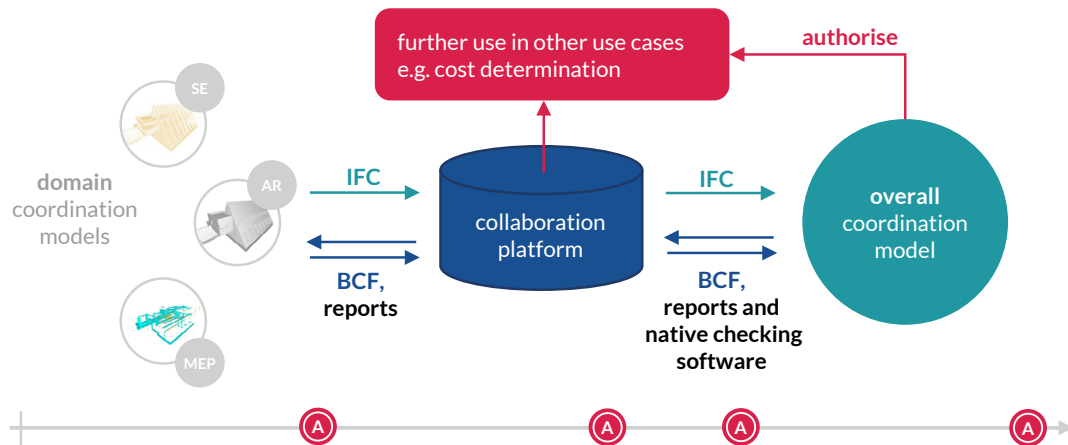 further use in other use cases
e.g. cost determination
authorise
SE
AR
MEP
domain
coordination
models
IFC
BCF,
reports
collaboration
platform
IFC
BCF,
reports and
native checking
software
overall
coordination
model
A
A
A
A